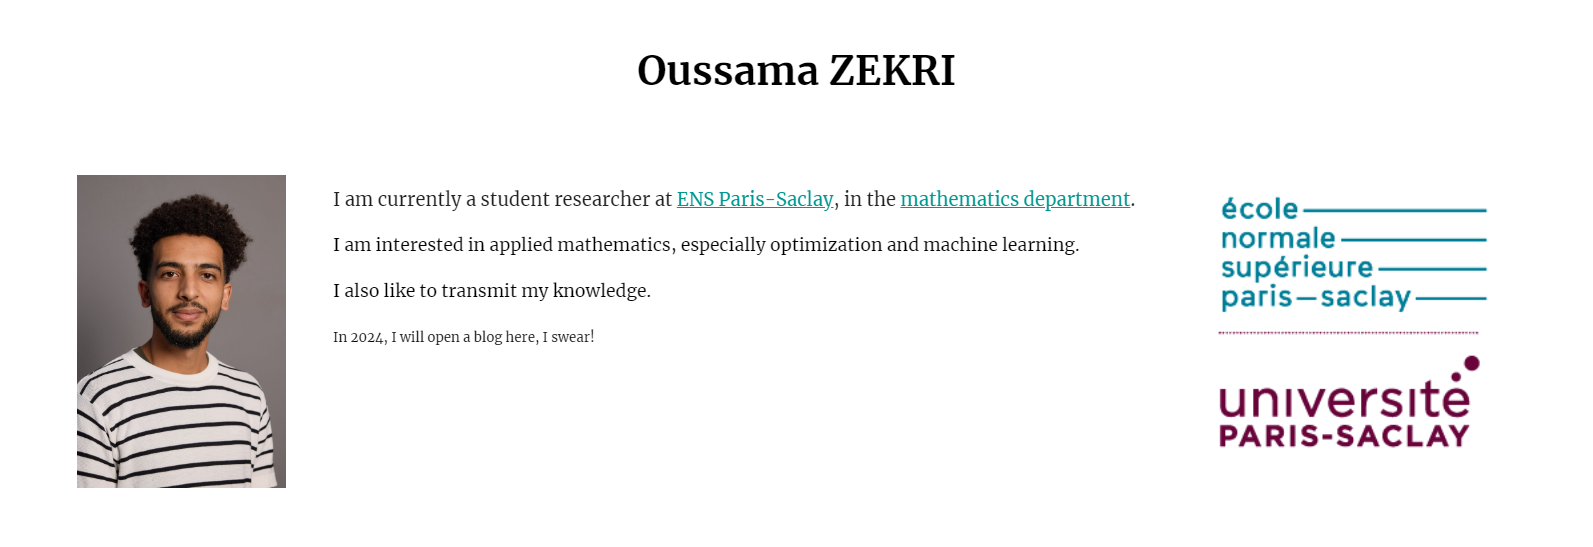 Oussama ZEKRI
I am currently a student researcher at ENS Paris-Saclay, in the mathematics department.
I am interested in applied mathematics, especially optimization and machine learning.
I also like to transmit my knowledge.
In 2024, I will open a blog here, I swear!
école
normale
supérieure
paris–saclay
université
PARIS-SACLAY